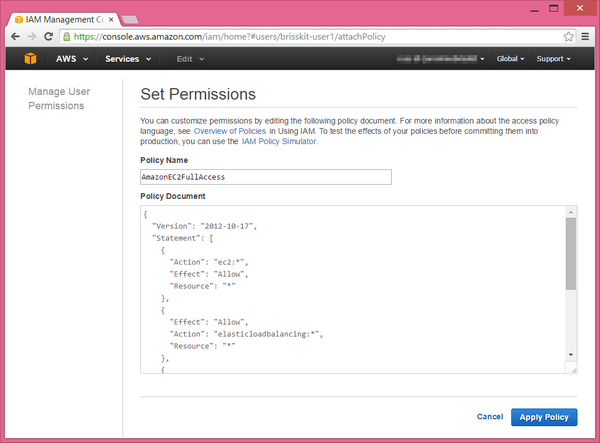 IAM Management Co
https://console.aws.amazon.com/iam/home?#users/brisskit-user1/attachPolicy
AWS Services Edit Global Support
Manage User
Permissions
Set Permissions
You can customize permissions by editing the following policy document. For more information about the access policy
language, see Overview of Policies in Using IAM. To test the effects of your policies before committing them into
production, you can use the IAM Policy Simulator.
Policy Name
AmazonEC2FullAccess
Policy Document
{
"Version": "2012-10-17",
"Statement": [
{
"Action": "ec2:*",
"Effect": "Allow",
"Resource": "*"
},
{
"Effect": "Allow",
"Action": "elasticloadbalancing:*",
"Resource": "*"
},
{
Cancel Apply Policy